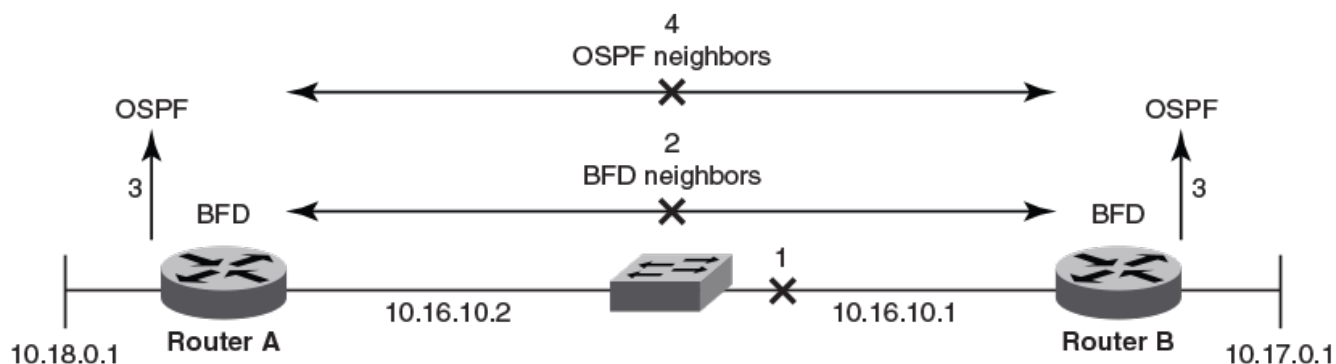 4
OSPF neighbors
OSPF
OSPF
2
BFD neighbors
3
3
BFD
BFD
1
10.16.10.2
10.16.10.1
Router A
Router B
10.18.0.1
10.17.0.1